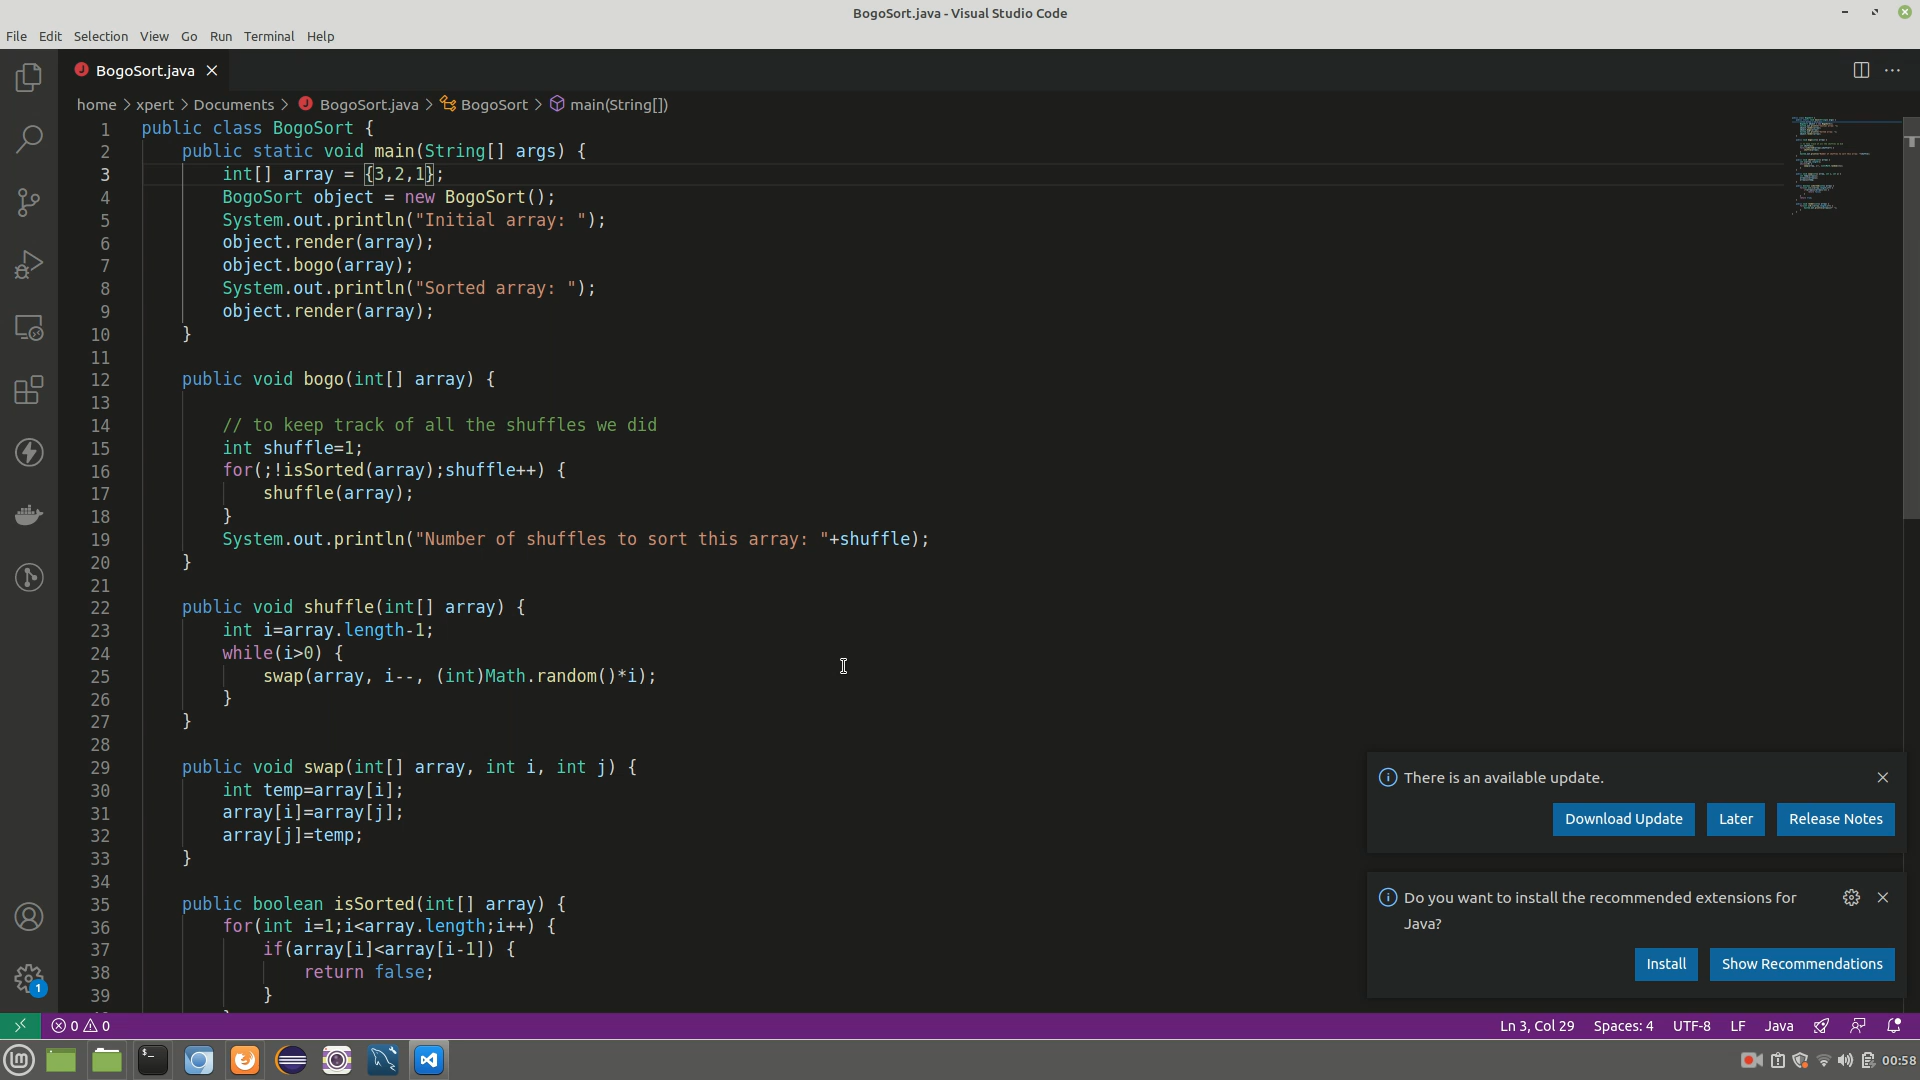 BogoSort.java - Visual Studio Code
File Edit Selection View Go Run Terminal Help
BogoSort.java
home > xpert > Documents > BogoSort.java > BogoSort > main(String[])
1 public class BogoSort {
2 public static void main(String[] args) {
3 int[] array = {3,2,1};
4 BogoSort object = new BogoSort();
5 System.out.println("Initial array: ");
6 object.render(array);
7 object.bogo(array);
8 System.out.println("Sorted array: ");
9 object.render(array);
10 }
11
12 public void bogo(int[] array) {
13
14 // to keep track of all the shuffles we did
15 int shuffle=1;
16 for(;!isSorted(array);shuffle++) {
17 shuffle(array);
18 }
19 System.out.println("Number of shuffles to sort this array: "+shuffle);
20 }
21
22 public void shuffle(int[] array) {
23 int i=array.length-1;
24 while(i>0) {
25 swap(array, i--, (int)Math.random()*i);
26 }
27 }
28
29 public void swap(int[] array, int i, int j) {
30 int temp=array[i];
31 array[i]=array[j];
32 array[j]=temp;
33 }
34
35 public boolean isSorted(int[] array) {
36 for(int i=1;i<array.length;i++) {
37 if(array[i]<array[i-1]) {
38 return false;
39 }
There is an available update.
Download Update Later Release Notes
Do you want to install the recommended extensions for
Java?
Install Show Recommendations
1
0 0 Ln 3, Col 29 Spaces: 4 UTF-8 LF Java
00:58